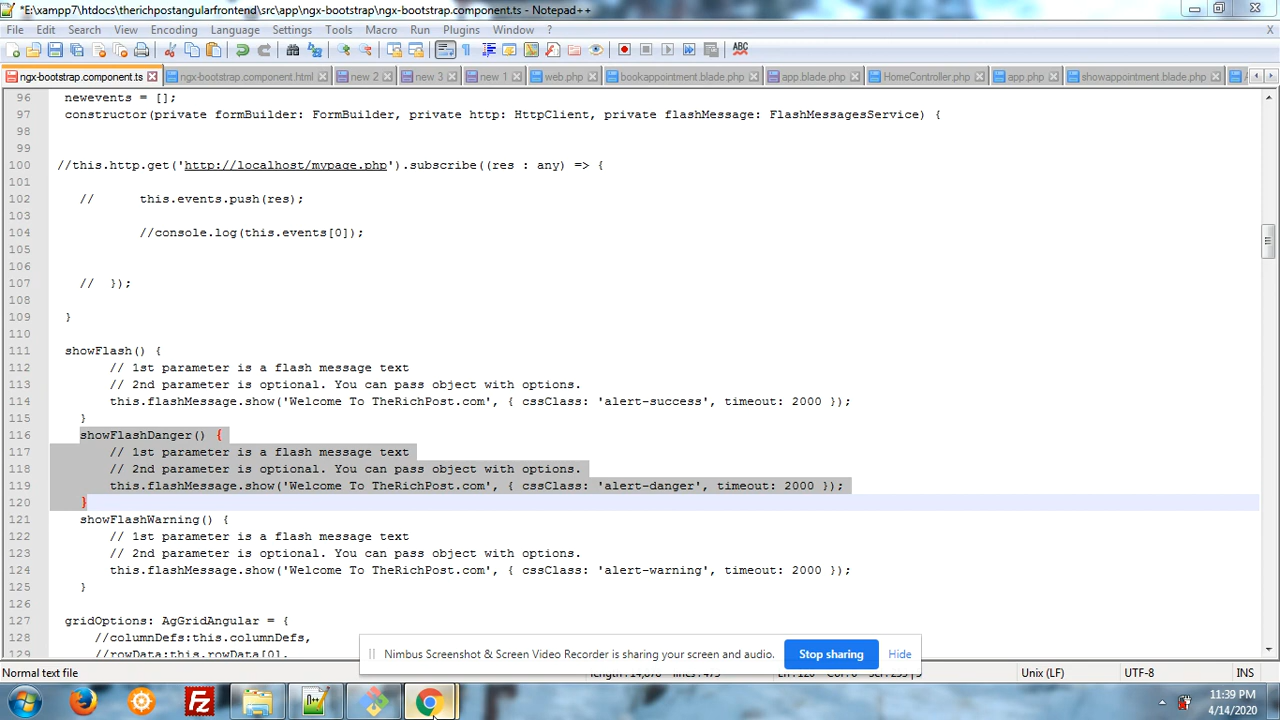 *E:\xampp7\htdocs\therichpostangularfrontend\src\app\ngx-bootstrap\ngx-bootstrap.component.ts - Notepad++
File Edit Search View Encoding Language Settings Tools Macro Run Plugins Window ? X
ABC
ngx-bootstrap.component.ts ngx-bootstrap.component.html new 2 new 3 new 1 web.php bookappointment.blade.php app.blade.php HomeController.php app.php showappointment.blade.php
96 newevents = [];
97 constructor(private formBuilder: FormBuilder, private http: HttpClient, private flashMessage: FlashMessagesService) {
98
99
100 //this.http.get('http://localhost/mypage.php').subscribe((res : any) => {
101
102 // this.events.push(res);
103
104 //console.log(this.events[0]);
105
106
107 // });
108
109 }
110
111 showFlash() {
112 // 1st parameter is a flash message text
113 // 2nd parameter is optional. You can pass object with options.
114 this.flashMessage.show('Welcome To TheRichPost.com', { cssClass: 'alert-success', timeout: 2000 });
115 }
116 showFlashDanger() {
117 // 1st parameter is a flash message text
118 // 2nd parameter is optional. You can pass object with options.
119 this.flashMessage.show('Welcome To TheRichPost.com', { cssClass: 'alert-danger', timeout: 2000 });
120 }
121 showFlashWarning() {
122 // 1st parameter is a flash message text
123 // 2nd parameter is optional. You can pass object with options.
124 this.flashMessage.show('Welcome To TheRichPost.com', { cssClass: 'alert-warning', timeout: 2000 });
125 }
126
127 gridOptions: AgGridAngular = {
128 //columnDefs:this.columnDefs,
129 //rowData:this.rowData[0],
Nimbus Screenshot & Screen Video Recorder is sharing your screen and audio. Stop sharing Hide
Normal text file Unix (LF) UTF-8 INS
Fz n++
11:39 PM
4/14/2020